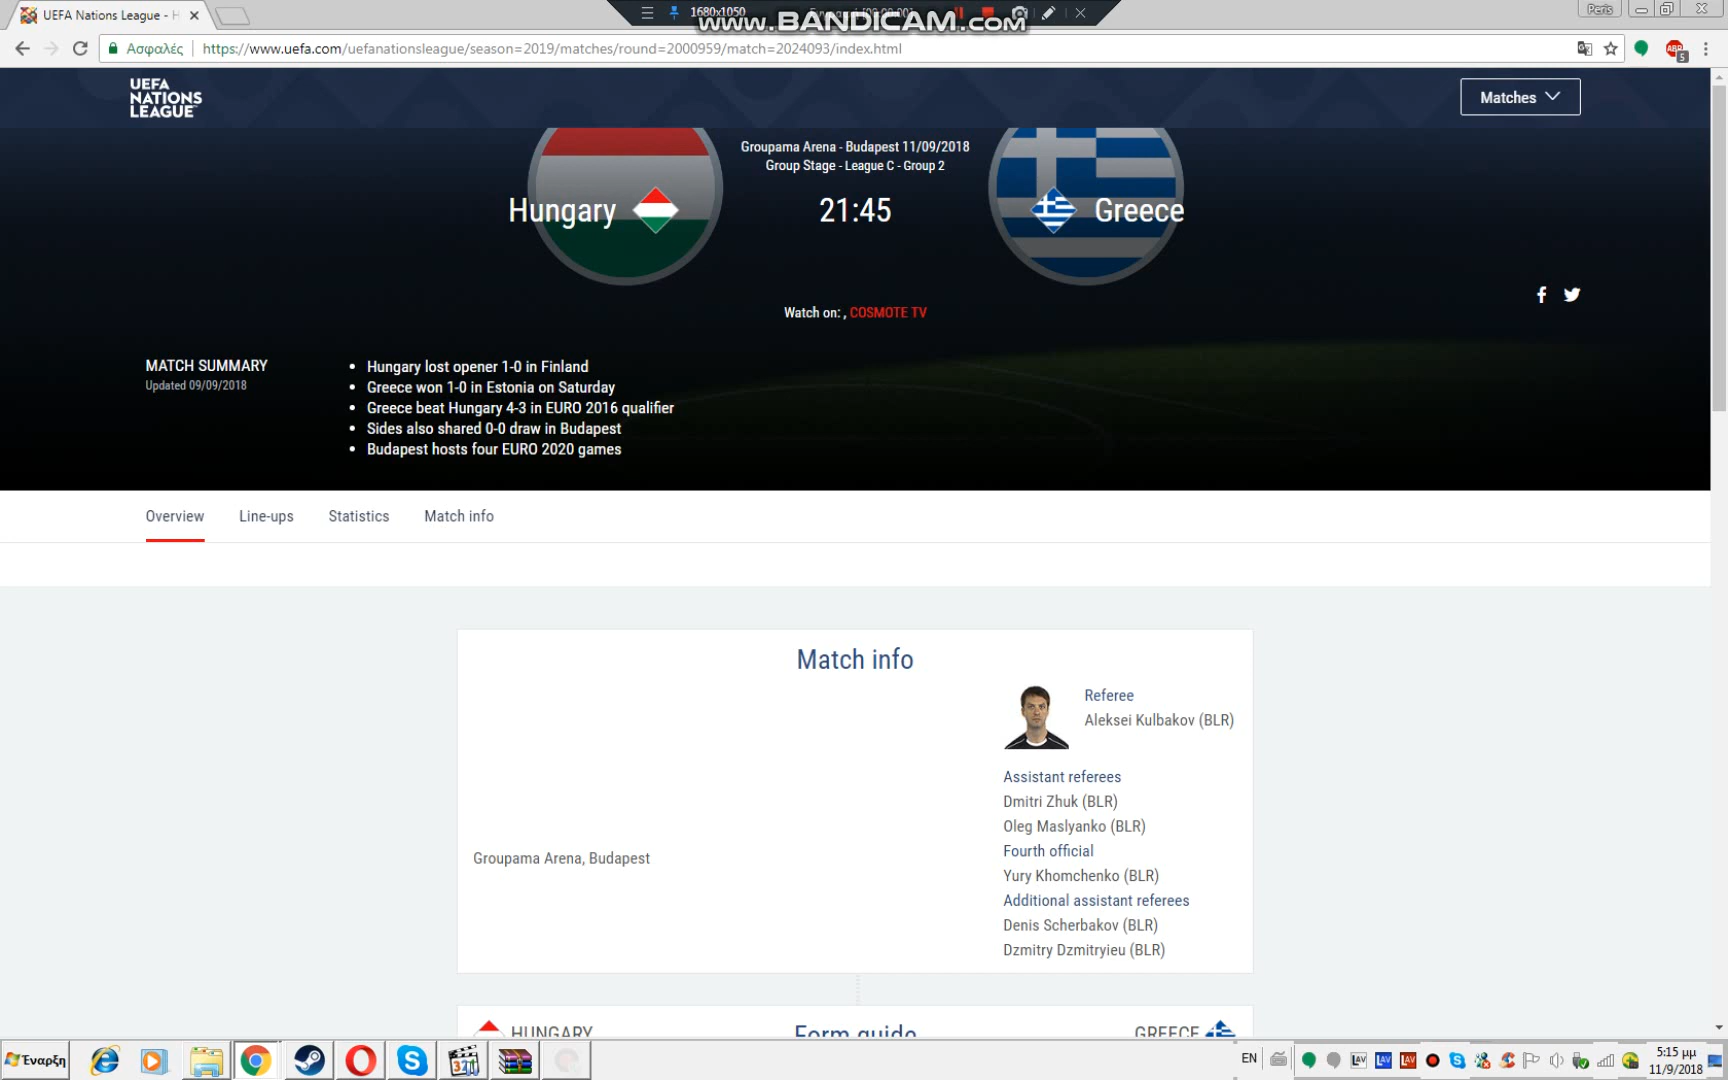 UEFA Nations League - H
1680x1050
www.BANDICAM.com
Peris
Ασφαλές
https://www.uefa.com/uefanationsleague/season=2019/matches/round=2000959/match=2024093/index.html
ABP
5
UEFA
NATIONS
LEAGUE
Matches
Groupama Arena - Budapest 11/09/2018
Group Stage - League C - Group 2
Hungary
21:45
Greece
Watch on: , COSMOTE TV
MATCH SUMMARY
Updated 09/09/2018
• Hungary lost opener 1-0 in Finland
• Greece won 1-0 in Estonia on Saturday
• Greece beat Hungary 4-3 in EURO 2016 qualifier
• Sides also shared 0-0 draw in Budapest
• Budapest hosts four EURO 2020 games
Overview
Line-ups
Statistics
Match info
Match info
Referee
Aleksei Kulbakov (BLR)
Assistant referees
Dmitri Zhuk (BLR)
Oleg Maslyanko (BLR)
Fourth official
Yury Khomchenko (BLR)
Additional assistant referees
Denis Scherbakov (BLR)
Dzmitry Dzmitryieu (BLR)
Groupama Arena, Budapest
HUNGARY
Form guide
GREECE
Έναρξη
321
EN
LAV
LAV
LAV
5:15 μμ
11/9/2018